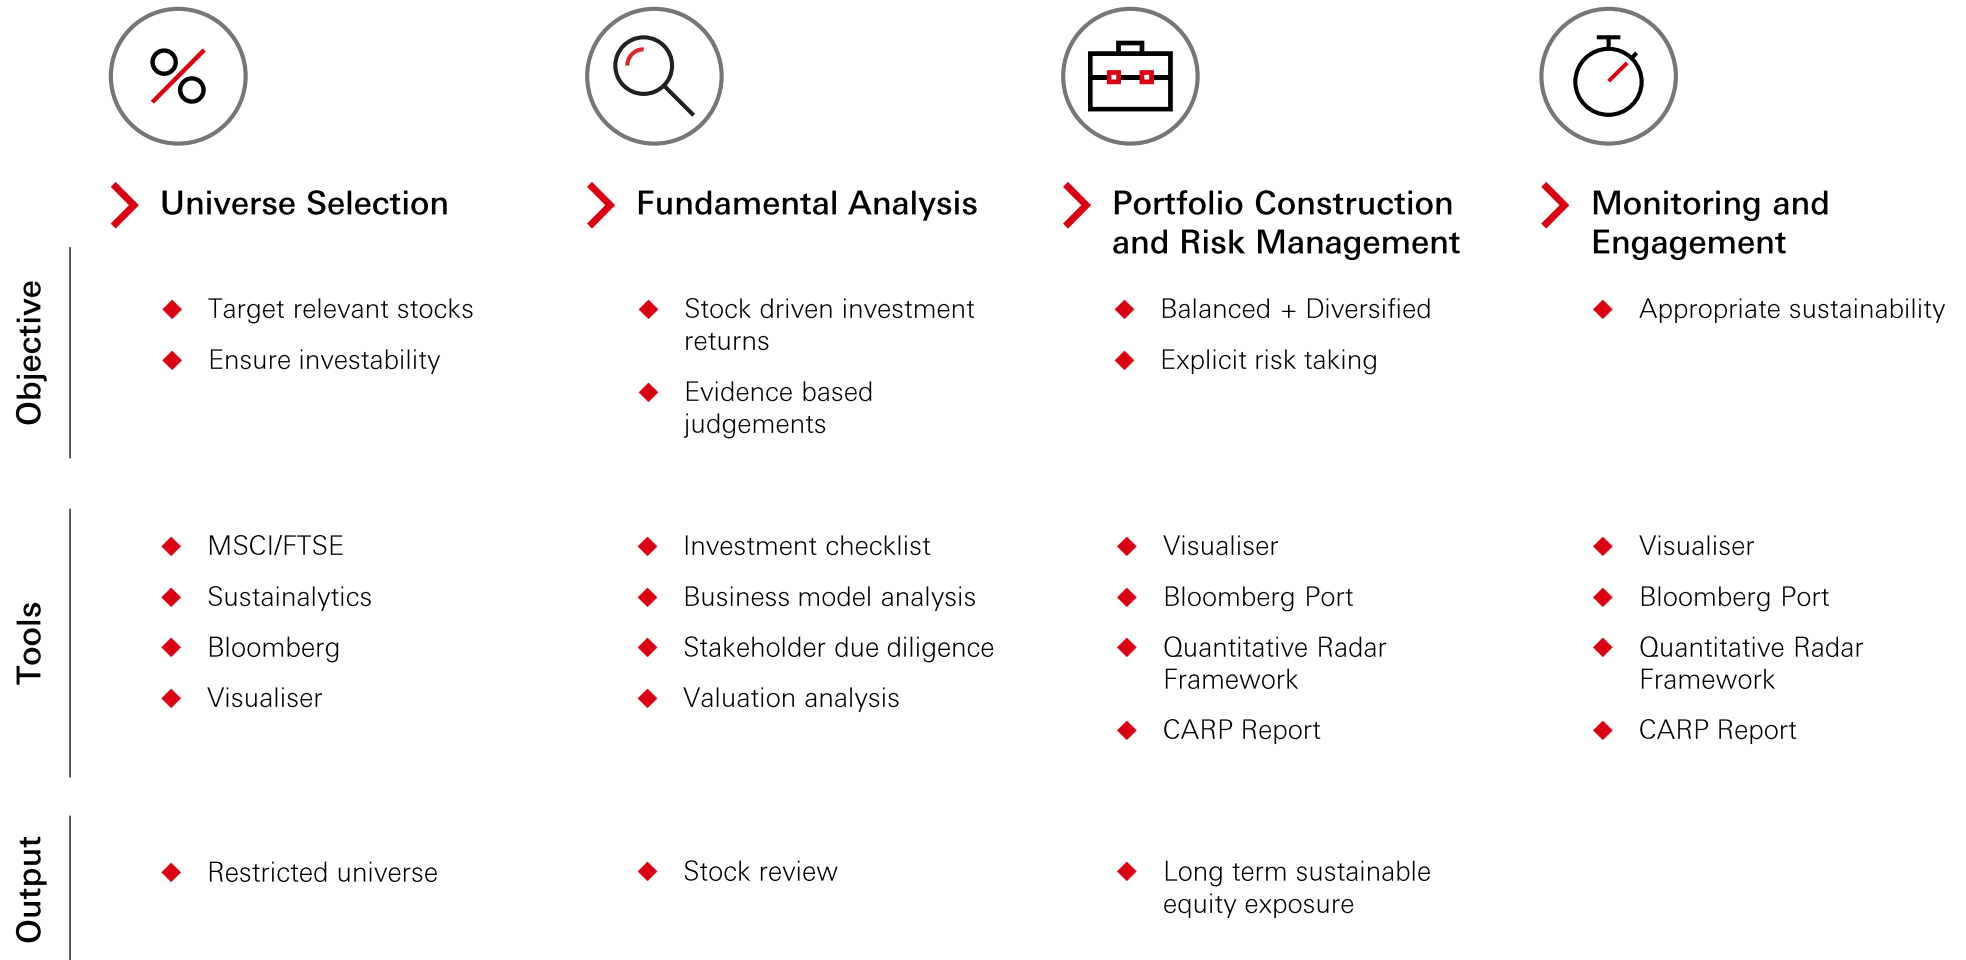 Universe Selection
Fundamental Analysis
Portfolio Construction
and Risk Management
Monitoring and
Engagement
Objective
Target relevant stocks
Ensure investability
Stock driven investment
returns
Evidence based
judgements
Balanced + Diversified
Explicit risk taking
Appropriate sustainability
Tools
MSCI/FTSE
Sustainalytics
Bloomberg
Visualiser
Investment checklist
Business model analysis
Stakeholder due diligence
Valuation analysis
Visualiser
Bloomberg Port
Quantitative Radar
Framework
CARP Report
Visualiser
Bloomberg Port
Quantitative Radar
Framework
CARP Report
Output
Restricted universe
Stock review
Long term sustainable
equity exposure